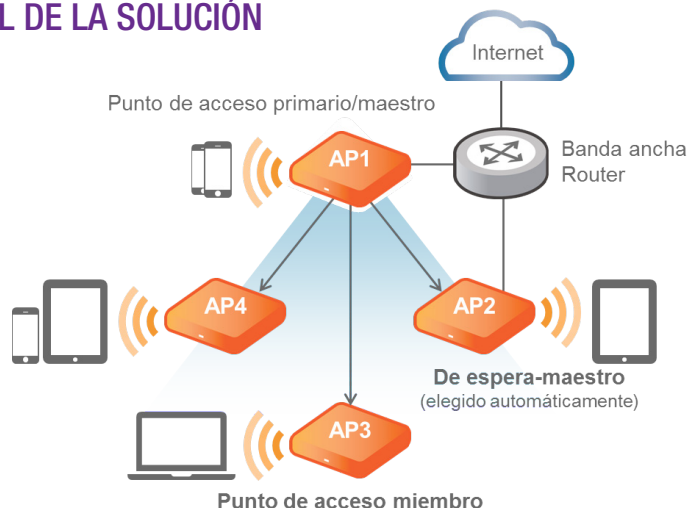 L DE LA SOLUCIÓN
Internet
Punto de acceso primario/maestro
AP1
Banda ancha
Router
AP4
AP2
De espera-maestro
(elegido automáticamente)
AP3
Punto de acceso miembro